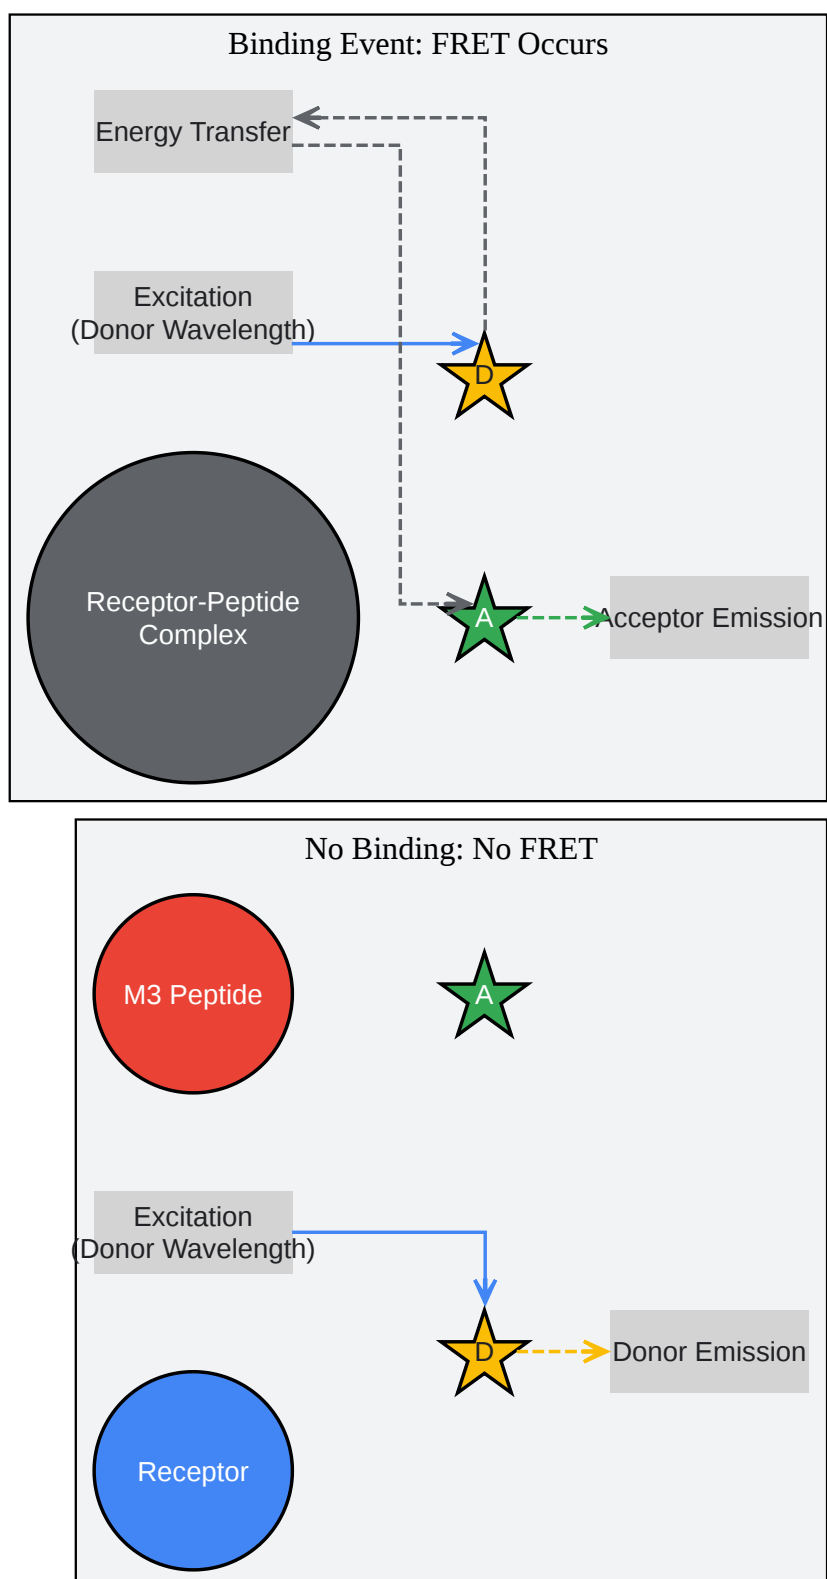 Binding Event: FRET Occurs
Energy Transfer
Excitation
(Donor Wavelength)
D
Receptor-Peptide
Complex
A
Acceptor Emission
No Binding: No FRET
M3 Peptide
A
Excitation
(Donor Wavelength)
D
Donor Emission
Receptor